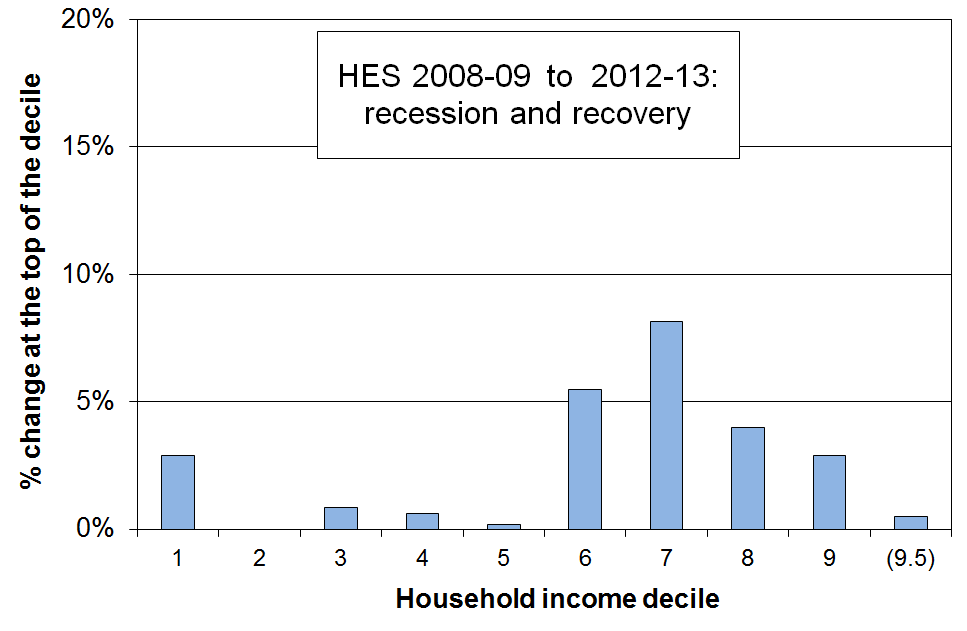 20%
HES 2008-09 to 2012-13:
recession and recovery
15%
10%
5%
0%
% change at the top of the decile
1 2 3 4 5 6 7 8 9 (9.5)
Household income decile